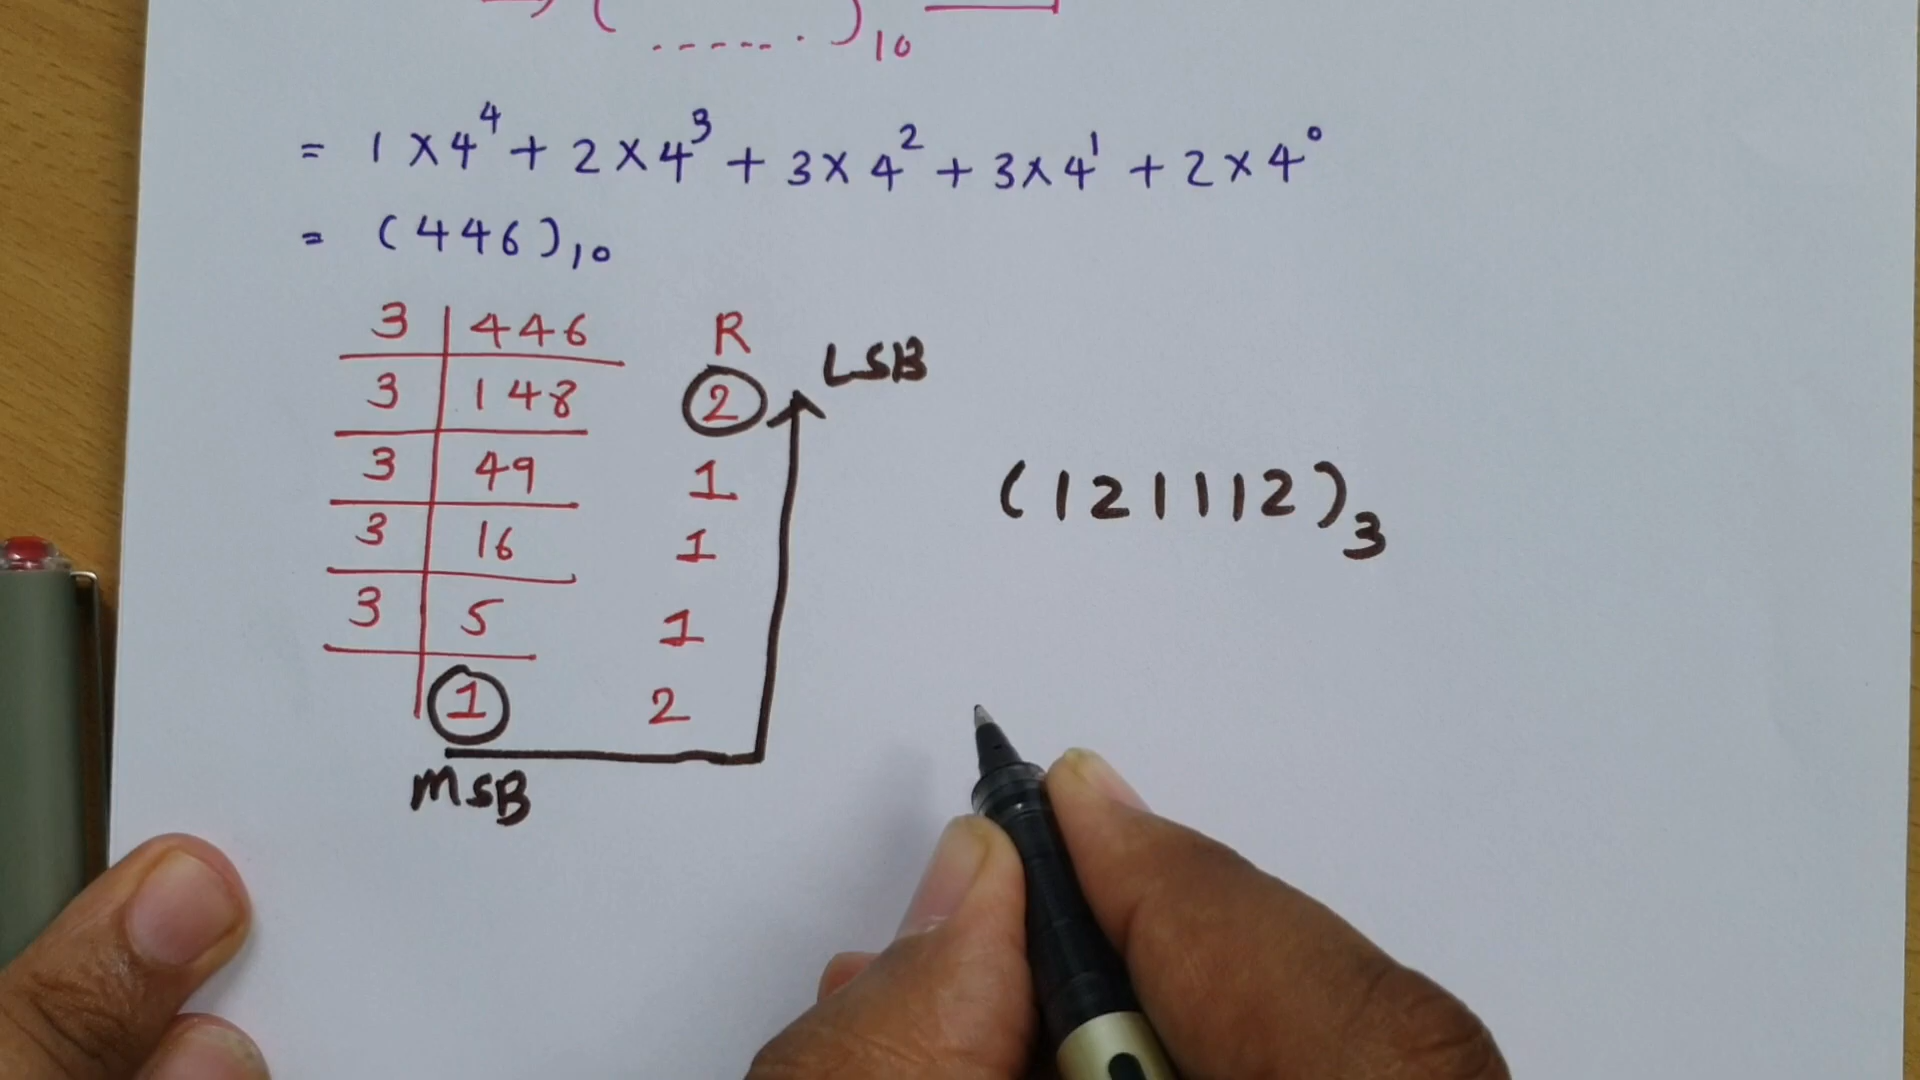 (......)10
= 1×4⁴ + 2×4³ + 3×4² + 3×4¹ + 2×4⁰
= (446)10
3 | 446 R
3 | 148 2 LSB
3 | 49 1
3 | 16 1
3 | 5 1
1 2
MSB
(121112)3